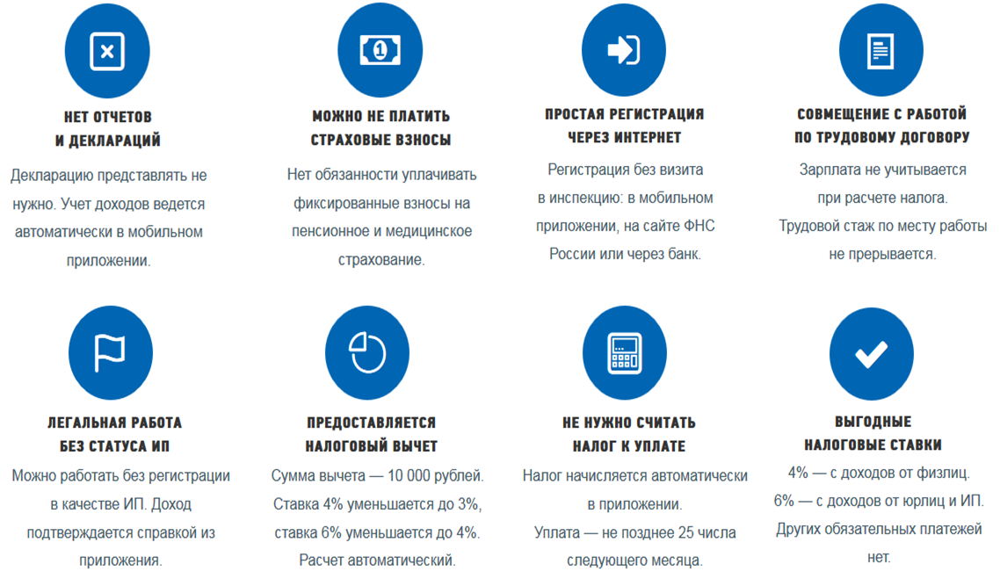 НЕТ ОТЧЕТОВ
И ДЕКЛАРАЦИЙ
Декларацию представлять не
нужно. Учет доходов ведется
автоматически в мобильном
приложении.
1
МОЖНО НЕ ПЛАТИТЬ
СТРАХОВЫЕ ВЗНОСЫ
Нет обязанности уплачивать
фиксированные взносы на
пенсионное и медицинское
страхование.
ПРОСТАЯ РЕГИСТРАЦИЯ
ЧЕРЕЗ ИНТЕРНЕТ
Регистрация без визита
в инспекцию: в мобильном
приложении, на сайте ФНС
России или через банк.
СОВМЕЩЕНИЕ С РАБОТОЙ
ПО ТРУДОВОМУ ДОГОВОРУ
Зарплата не учитывается
при расчете налога.
Трудовой стаж по месту работы
не прерывается.
ЛЕГАЛЬНАЯ РАБОТА
БЕЗ СТАТУСА ИП
Можно работать без регистрации
в качестве ИП. Доход
подтверждается справкой из
приложения.
ПРЕДОСТАВЛЯЕТСЯ
НАЛОГОВЫЙ ВЫЧЕТ
Сумма вычета — 10 000 рублей.
Ставка 4% уменьшается до 3%,
ставка 6% уменьшается до 4%.
Расчет автоматический.
НЕ НУЖНО СЧИТАТЬ
НАЛОГ К УПЛАТЕ
Налог начисляется автоматически
в приложении.
Уплата — не позднее 25 числа
следующего месяца.
ВЫГОДНЫЕ
НАЛОГОВЫЕ СТАВКИ
4% — с доходов от физлиц.
6% — с доходов от юрлиц и ИП.
Других обязательных платежей
нет.